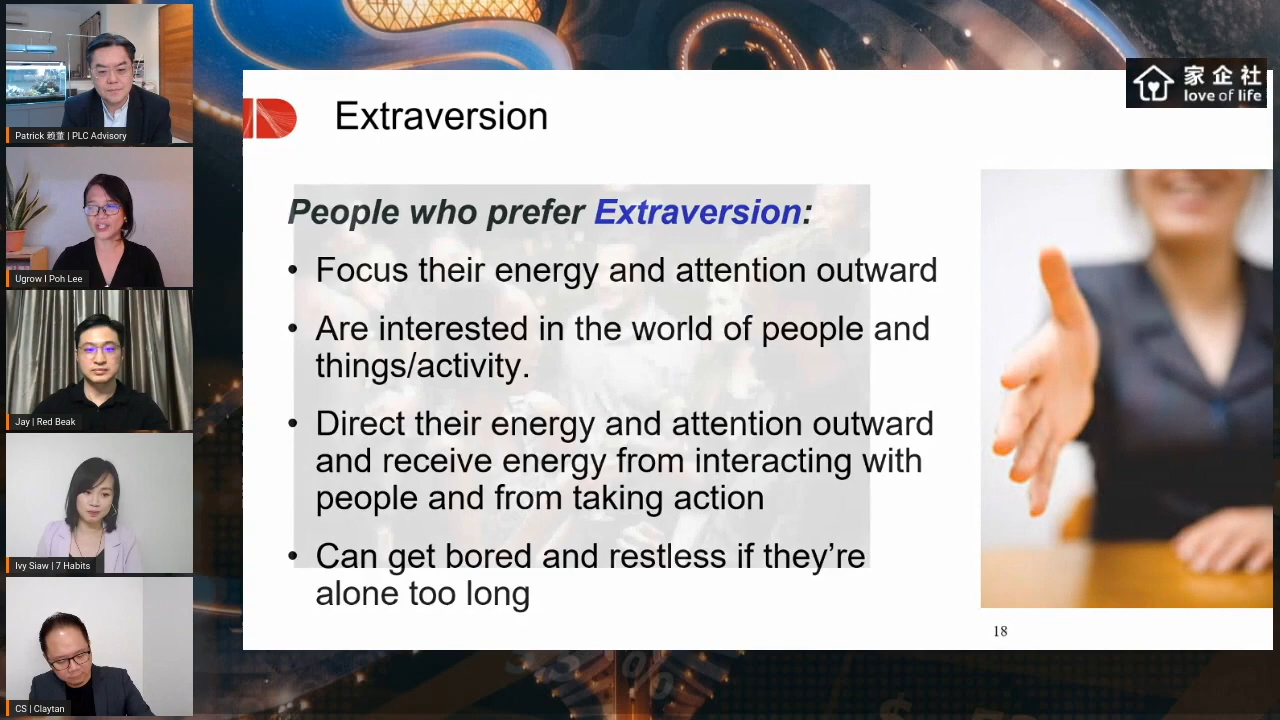 Patrick 赖董 | PLC Advisory
Ugrow I Poh Lee
Jay | Red Beak
Ivy Siaw | 7 Habits
CS | Claytan
家企社
love of life
Extraversion
People who prefer Extraversion:
• Focus their energy and attention outward
• Are interested in the world of people and
things/activity.
• Direct their energy and attention outward
and receive energy from interacting with
people and from taking action
• Can get bored and restless if they’re
alone too long
18